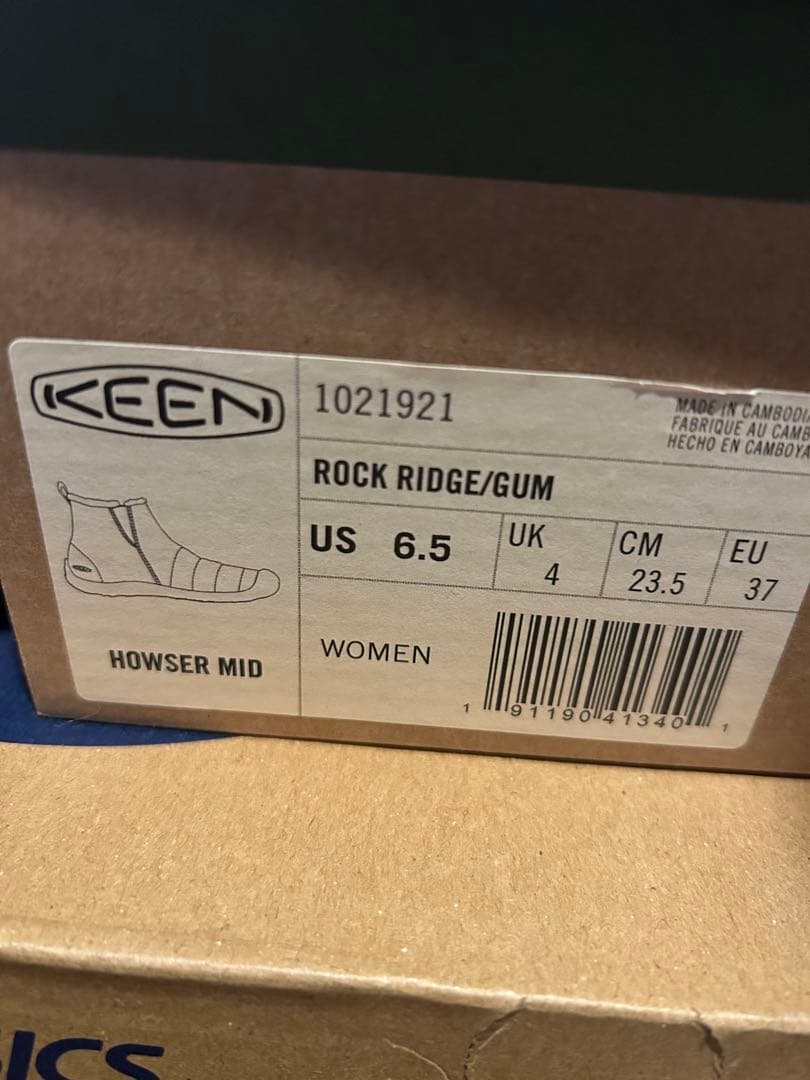 KEEN
1021921
MADE IN CAMBODIA
FABRIQUE AU CAMB
HECHO EN CAMBOYA
ROCK RIDGE/GUM
US 6.5
UK 4
CM 23.5
EU 37
HOWSER MID
WOMEN
1 91190 41340 1
ICS